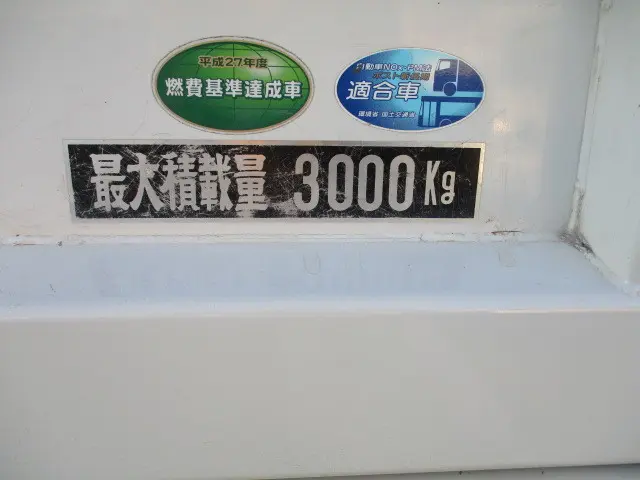 平成27年度
燃費基準達成車
自動車NOx・PM法
ポスト新長期
適合車
環境省・国土交通省
最大積載量 3000Kg